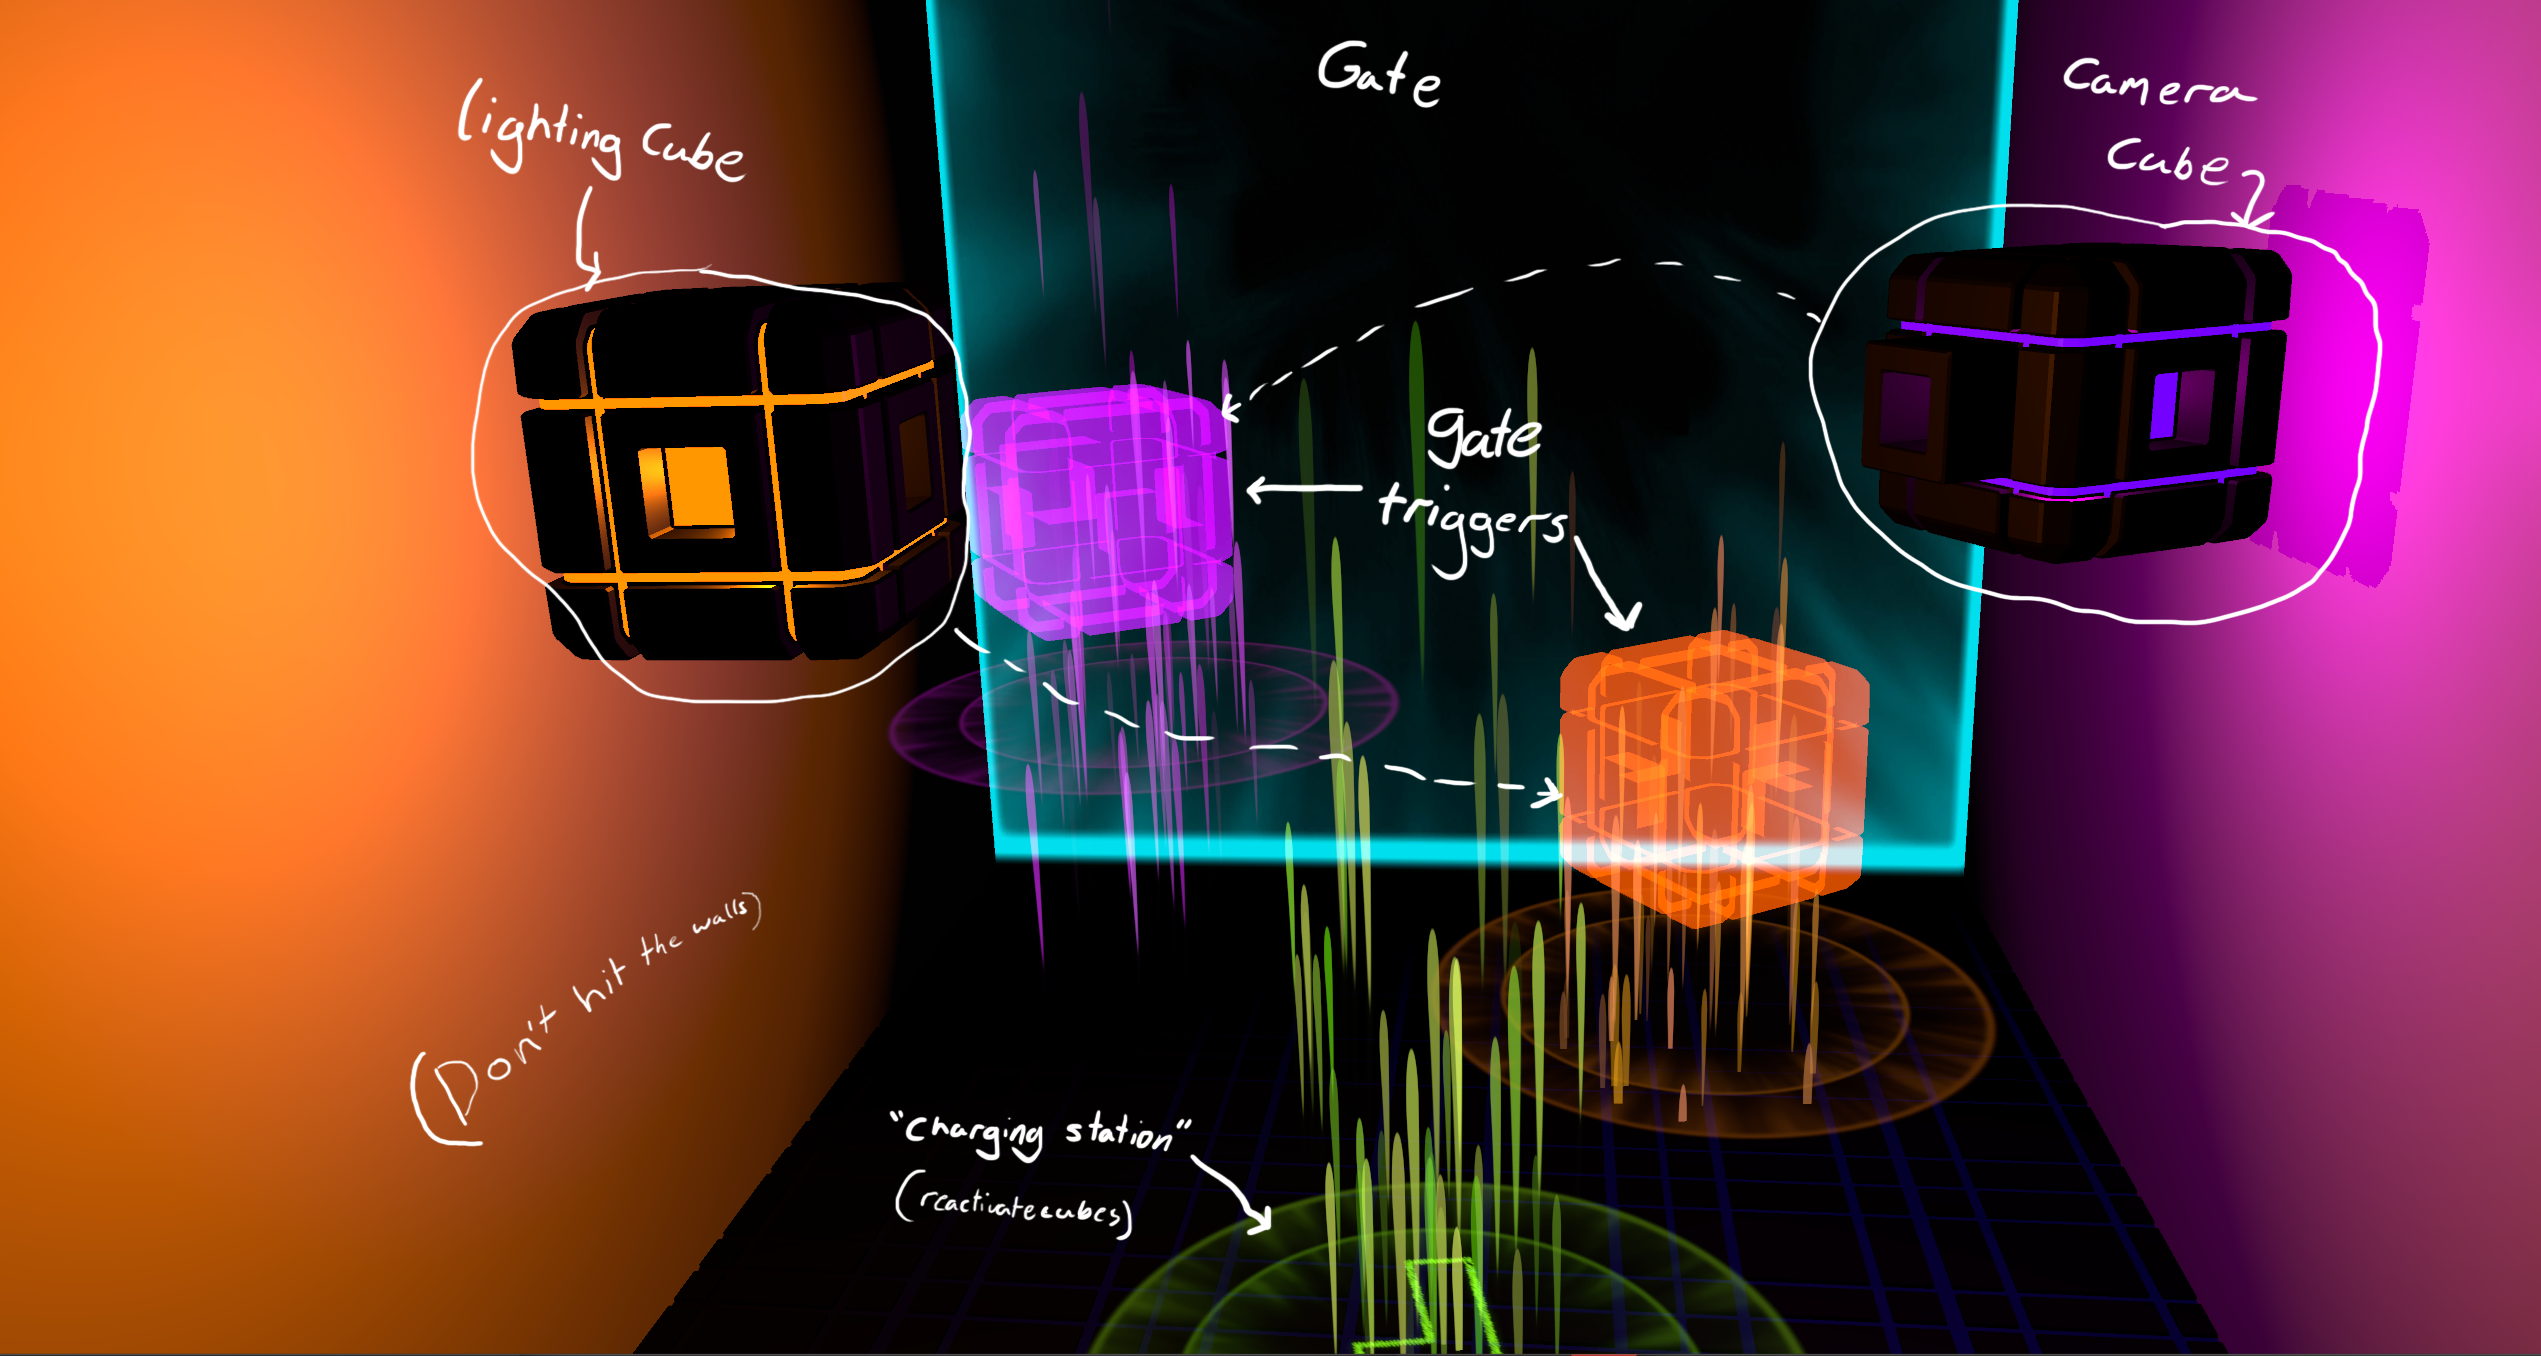 Gate
Camera
Cube
lighting Cube
gate
triggers
(Don't hit the walls)
"charging station"
(reactivate cubes)